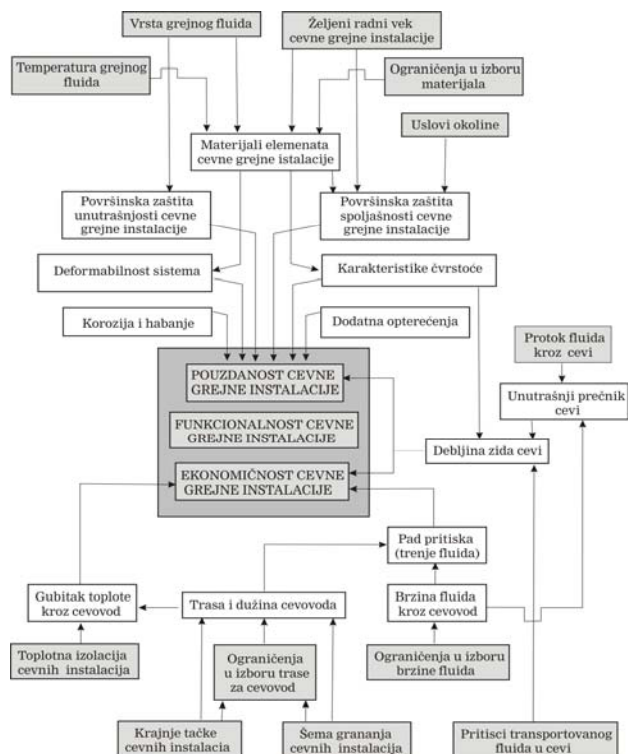 Vrsta grejnog fluida
Željeni radni vek
cevne grejne instalacije
Temperatura grejnog
fluida
Ograničenja u izboru
materijala
Uslovi okoline
Materijali elemenata
cevne grejne istalacije
Površinska zaštita
unutrašnjosti cevne
grejne instalacije
Površinska zaštita
spoljašnosti cevne
grejne instalacije
Deformabilnost sistema
Karakteristike čvrstoće
Korozija i habanje
Dodatna opterećenja
Protok fluida
kroz cevi
POUZDANOST CEVNE
GREJNE INSTALACIJE
Unutrašnji prečnik
cevi
FUNKCIONALNOST CEVNE
GREJNE INSTALACIJE
Debljina zida cevi
EKONOMIČNOST CEVNE
GREJNE INSTALACIJE
Pad pritiska
(trenje fluida)
Gubitak toplote
kroz cevovod
Trasa i dužina cevovoda
Brzina fluida
kroz cevovod
Toplotna izolacija
cevnih instalacija
Ograničenja
u izboru trase
za cevovod
Ograničenja u izboru
brzine fluida
Krajnje tačke
cevnih instalacia
Šema grananja
cevnih instalacija
Pritisci transportovanog
fluida u cevi